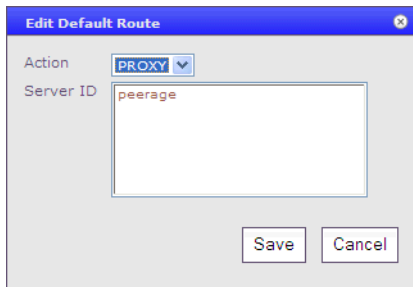 Edit Default Route
Action PROXY
Server ID peerage
Save Cancel